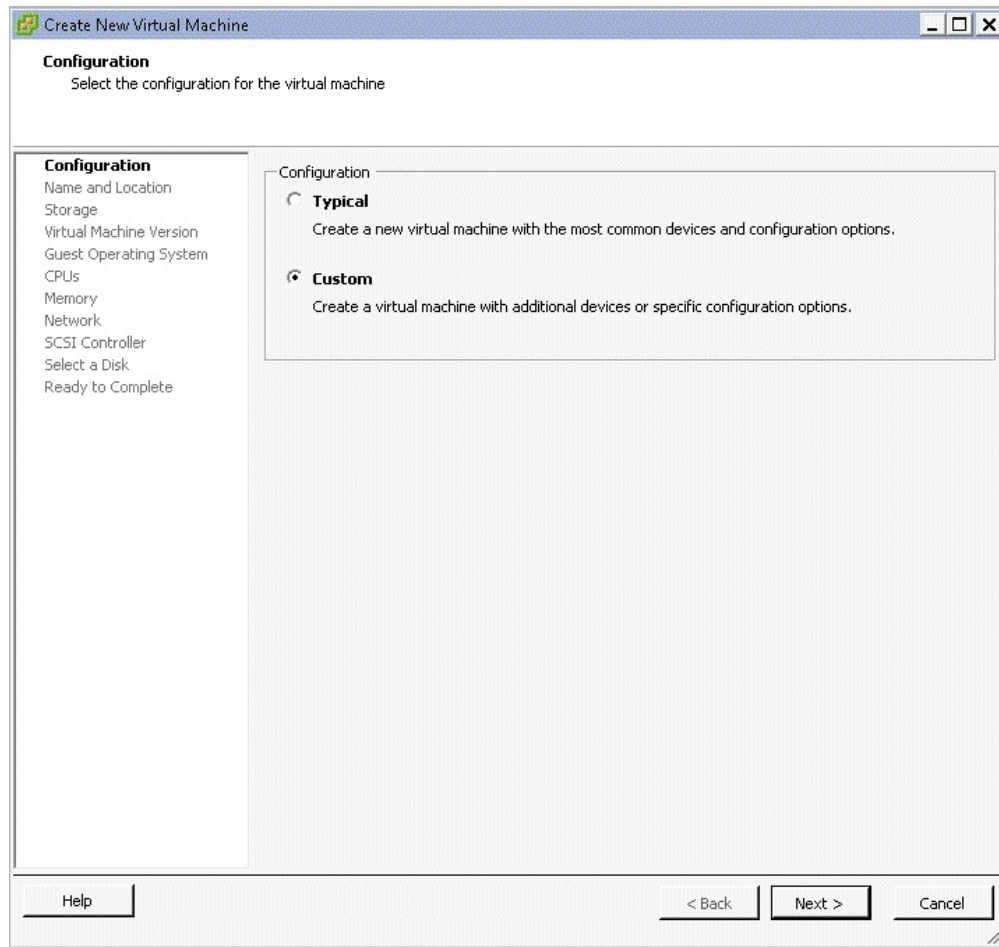 Create New Virtual Machine
Configuration
Select the configuration for the virtual machine
Configuration
Name and Location
Storage
Virtual Machine Version
Guest Operating System
CPUs
Memory
Network
SCSI Controller
Select a Disk
Ready to Complete
Configuration
Typical
Create a new virtual machine with the most common devices and configuration options.
Custom
Create a virtual machine with additional devices or specific configuration options.
Help
< Back
Next >
Cancel